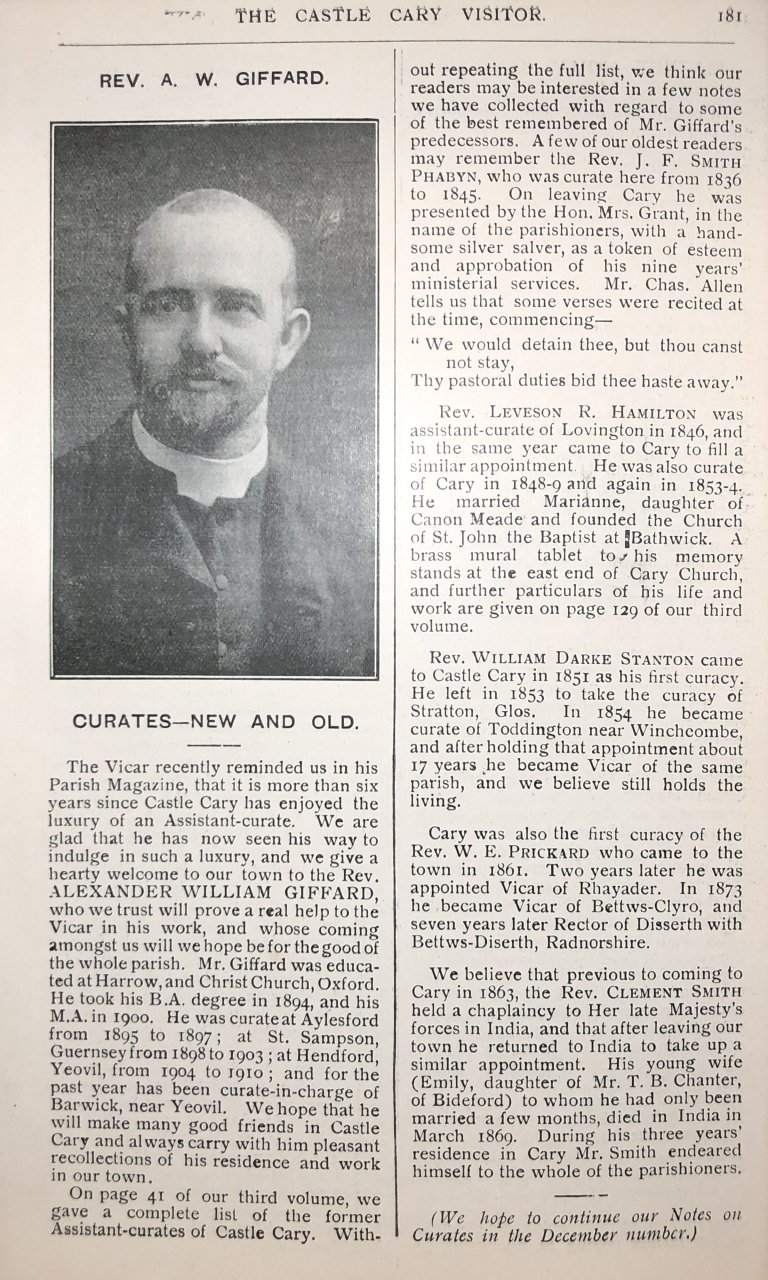 THE CASTLE CARY VISITOR.
181
REV. A. W. GIFFARD.
CURATES—NEW AND OLD.
The Vicar recently reminded us in his
Parish Magazine, that it is more than six
years since Castle Cary has enjoyed the
luxury of an Assistant-curate. We are
glad that he has now seen his way to
indulge in such a luxury, and we give a
hearty welcome to our town to the Rev.
ALEXANDER WILLIAM GIFFARD,
who we trust will prove a real help to the
Vicar in his work, and whose coming
amongst us will we hope be for the good of
the whole parish. Mr. Giffard was educa-
ted at Harrow, and Christ Church, Oxford.
He took his B.A. degree in 1894, and his
M.A. in 1900. He was curate at Aylesford
from 1895 to 1897; at St. Sampson,
Guernsey from 1898 to 1903; at Hendford,
Yeovil, from 1904 to 1910; and for the
past year has been curate-in-charge of
Barwick, near Yeovil. We hope that he
will make many good friends in Castle
Cary and always carry with him pleasant
recollections of his residence and work
in our town.
On page 41 of our third volume, we
gave a complete list of the former
Assistant-curates of Castle Cary. With-
out repeating the full list, we think our
readers may be interested in a few notes
we have collected with regard to some
of the best remembered of Mr. Giffard's
predecessors. A few of our oldest readers
may remember the Rev. J. F. SMITH
PHABYN, who was curate here from 1836
to 1845. On leaving Cary he was
presented by the Hon. Mrs. Grant, in the
name of the parishioners, with a hand-
some silver salver, as a token of esteem
and approbation of his nine years'
ministerial services. Mr. Chas. Allen
tells us that some verses were recited at
the time, commencing—
" We would detain thee, but thou canst
not stay,
Thy pastoral duties bid thee haste away."
Rev. LEVESON R. HAMILTON was
assistant-curate of Lovington in 1846, and
in the same year came to Cary to fill a
similar appointment. He was also curate
of Cary in 1848-9 and again in 1853-4.
He married Marianne, daughter of
Canon Meade and founded the Church
of St. John the Baptist at Bathwick. A
brass mural tablet to his memory
stands at the east end of Cary Church,
and further particulars of his life and
work are given on page 129 of our third
volume.
Rev. WILLIAM DARKE STANTON came
to Castle Cary in 1851 as his first curacy.
He left in 1853 to take the curacy of
Stratton, Glos. In 1854 he became
curate of Toddington near Winchcombe,
and after holding that appointment about
17 years he became Vicar of the same
parish, and we believe still holds the
living.
Cary was also the first curacy of the
Rev. W. E. PRICKARD who came to the
town in 1861. Two years later he was
appointed Vicar of Rhayader. In 1873
he became Vicar of Bettws-Clyro, and
seven years later Rector of Disserth with
Bettws-Diserth, Radnorshire.
We believe that previous to coming to
Cary in 1863, the Rev. CLEMENT SMITH
held a chaplaincy to Her late Majesty's
forces in India, and that after leaving our
town he returned to India to take up a
similar appointment. His young wife
(Emily, daughter of Mr. T. B. Chanter,
of Bideford) to whom he had only been
married a few months, died in India in
March 1869. During his three years'
residence in Cary Mr. Smith endeared
himself to the whole of the parishioners.
(We hope to continue our Notes on
Curates in the December number.)